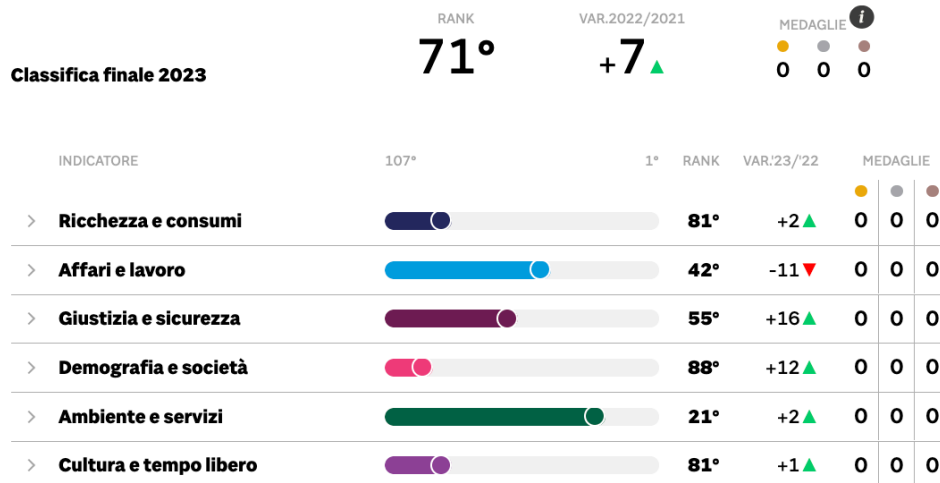 RANK VAR.2022/2021 MEDAGLIE i
Classifica finale 2023 71° +7 0 0 0
INDICATORE 107° 1° RANK VAR.'23/'22 MEDAGLIE
Ricchezza e consumi 81° +2 0 0 0
Affari e lavoro 42° -11 0 0 0
Giustizia e sicurezza 55° +16 0 0 0
Demografia e società 88° +12 0 0 0
Ambiente e servizi 21° +2 0 0 0
Cultura e tempo libero 81° +1 0 0 0